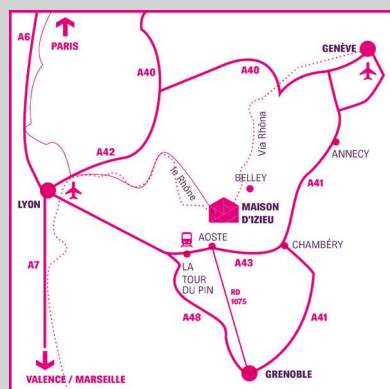 A6
PARIS
GENÈVE
A40
A40
A41
Via Rhôna
A42
ANNECY
le Rhône
BELLEY
A41
LYON
MAISON
D'IZIEU
AOSTE
CHAMBÉRY
A7
LA
TOUR
DU PIN
A43
RD
1075
A48
A41
VALENCE / MARSEILLE
GRENOBLE